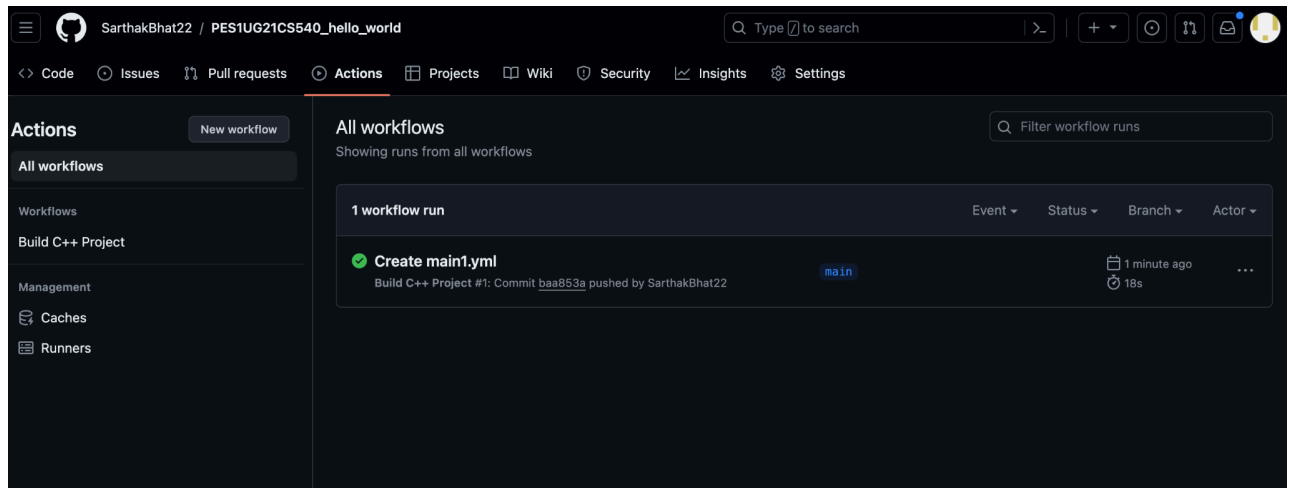 SarthakBhat22 / PES1UG21CS540_hello_world
Type / to search
Code Issues Pull requests Actions Projects Wiki Security Insights Settings
Actions
New workflow
All workflows
Workflows
Build C++ Project
Management
Caches
Runners
All workflows
Showing runs from all workflows
Filter workflow runs
1 workflow run
Event Status Branch Actor
Create main1.yml
Build C++ Project #1: Commit baa853a pushed by SarthakBhat22
main
1 minute ago
18s